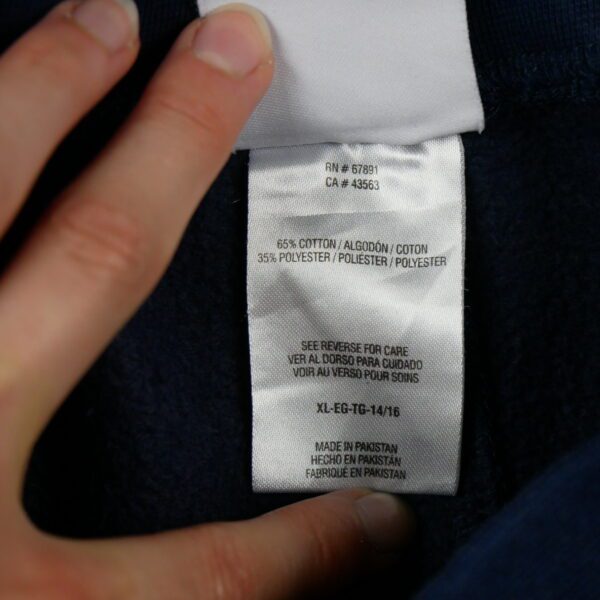 RN # 67891
CA # 43563
65% COTTON / ALGODÓN / COTON
35% POLYESTER / POLIÉSTER / POLYESTER
SEE REVERSE FOR CARE
VER AL DORSO PARA CUIDADO
VOIR AU VERSO POUR SOINS
XL-EG-TG-14/16
MADE IN PAKISTAN
HECHO EN PAKISTÁN
FABRIQUÉ EN PAKISTAN